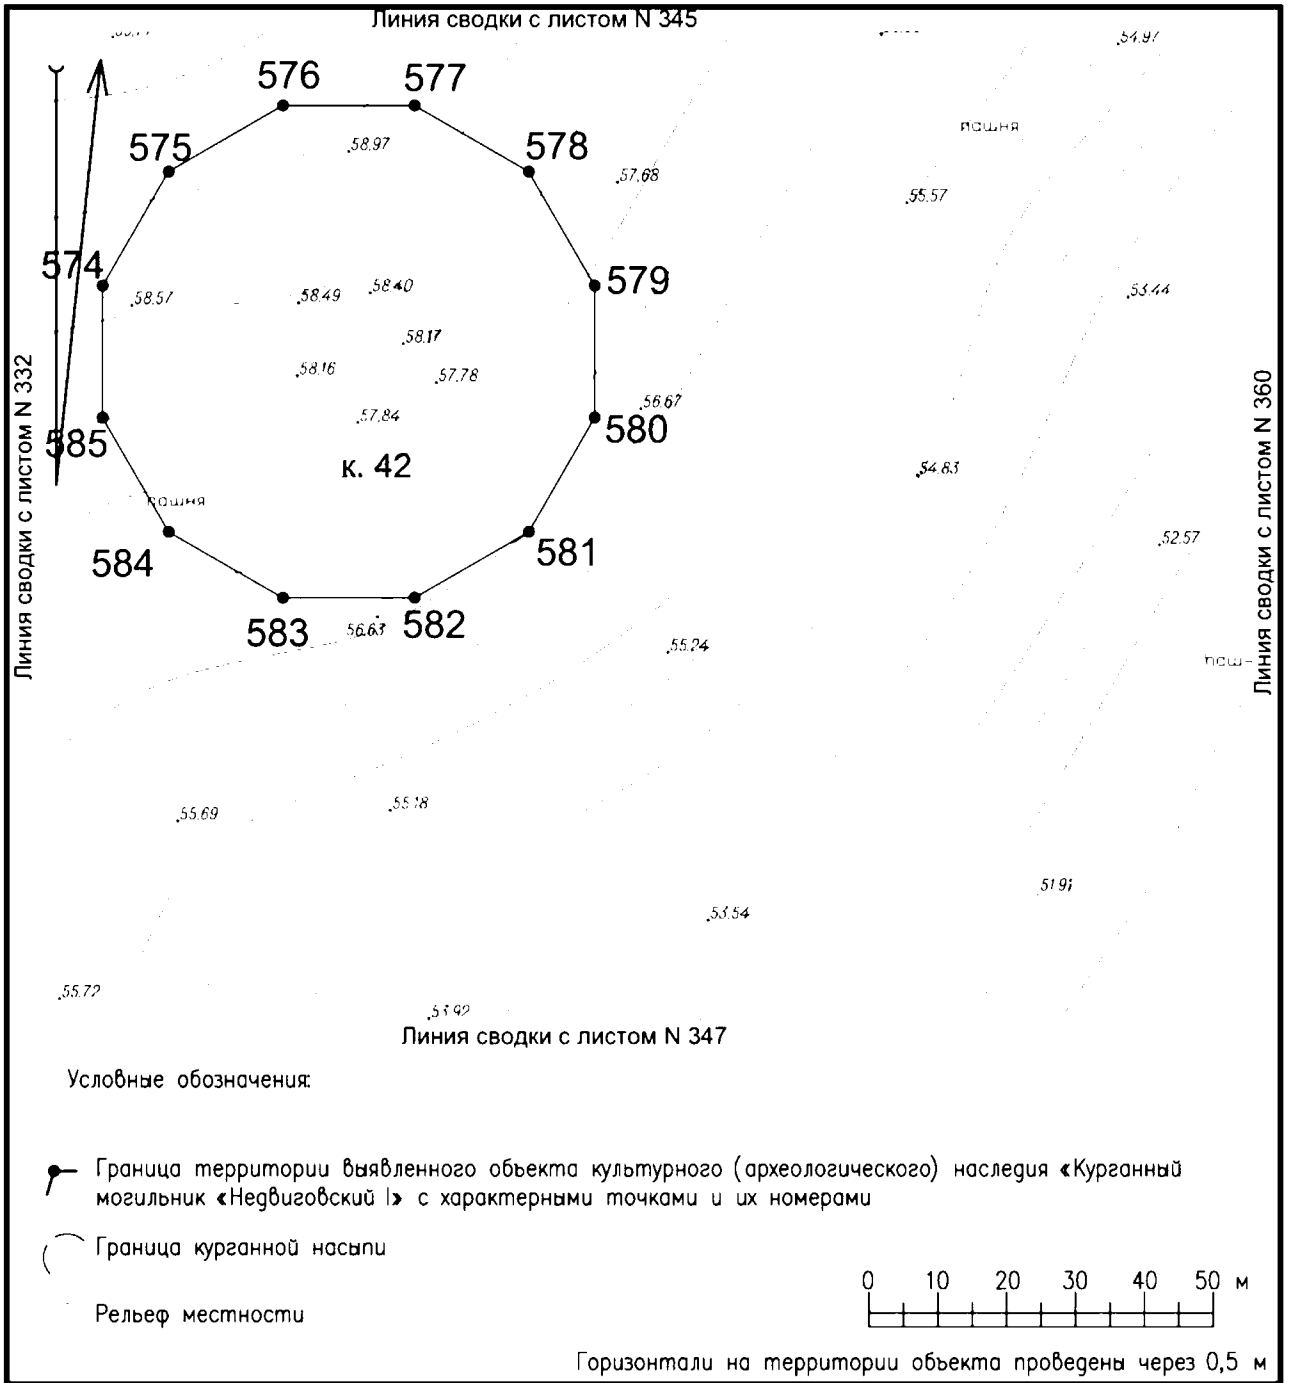 Линия сводки с листом N 345
54.97
576 577
пашня
575 58.97 578
57.68
55.57
574 579
58.57 58.49 58.40 53.44
58.17
58.16 57.78
Линия сводки с листом N 332
Линия сводки с листом N 360
56.67
57.84
585 580
к. 42
54.83
пашня
52.57
584 581
583 56.63 582
55.24
паш-
55.69 55.18
51.91
53.54
55.72
53.92
Линия сводки с листом N 347
Условные обозначения:
Граница территории выявленного объекта культурного (археологического) наследия «Курганный
могильник «Недвиговский I» с характерными точками и их номерами
Граница курганной насыпи
0 10 20 30 40 50 м
Рельеф местности
Горизонтали на территории объекта проведены через 0,5 м